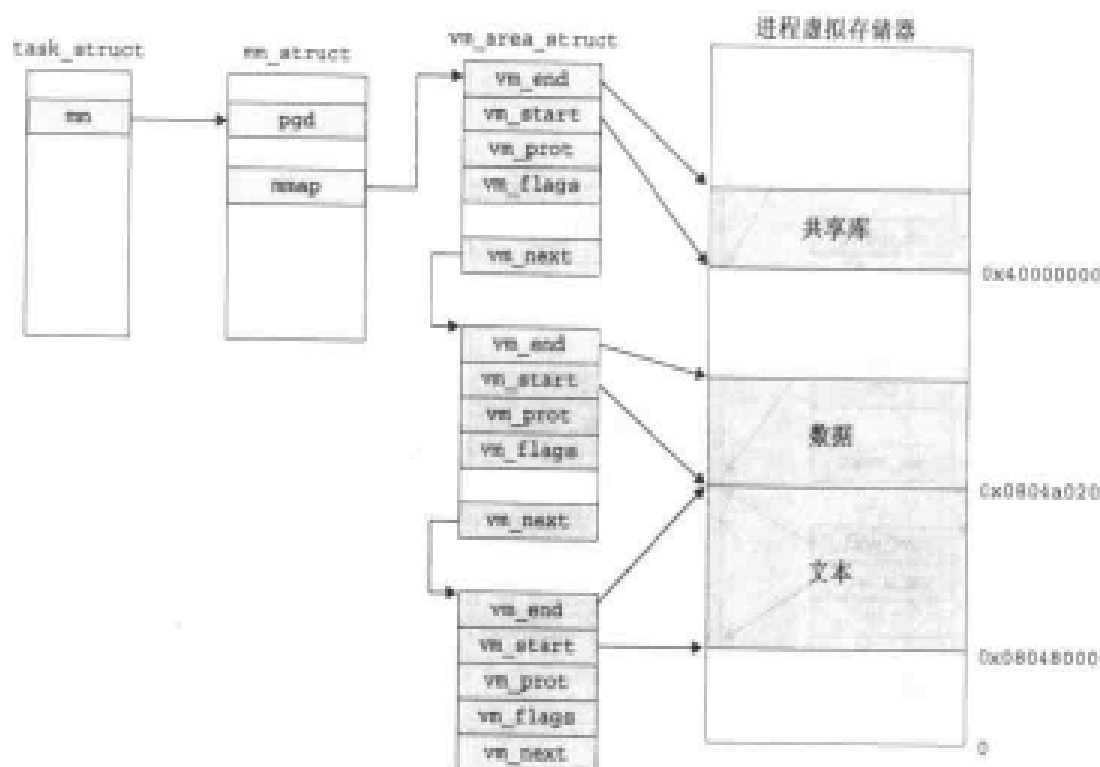 task_struct
mm
mm_struct
pgd
mmap
vm_area_struct
vm_end
vm_start
vm_prot
vm_flags
vm_next
vm_end
vm_start
vm_prot
vm_flags
vm_next
vm_end
vm_start
vm_prot
vm_flags
vm_next
进程虚拟存储器
共享库
0x40000000
数据
0x0804a020
文本
0x08048000
0